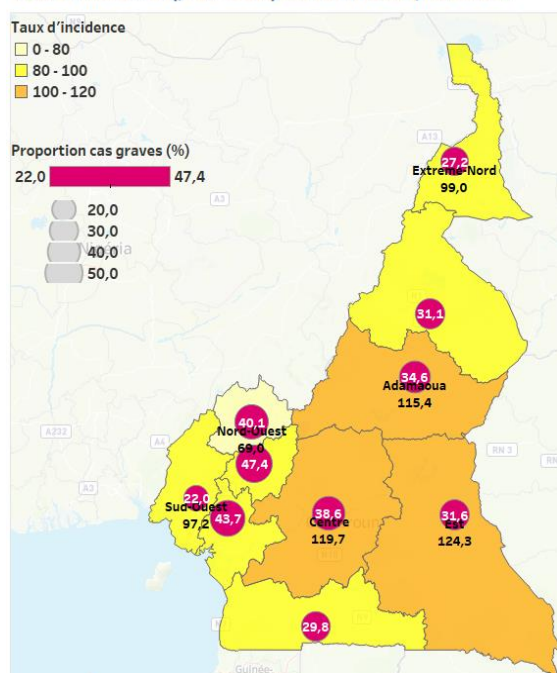 Taux d'incidence
0 - 80
80 - 100
100 - 120
Proportion cas graves (%)
22,0
47,4
20,0
30,0
40,0
50,0
A13
27,2
Extreme-Nord
99,0
A3
31,1
34,6
Adamaoua
115,4
40,1
Nord-Ouest
69,0
A232
A4
RN 3
47,4
A3
22,0
Sud-Ouest
97,2
43,7
38,6
Centre
119,7
31,6
Est
124,3
29,8
Guinée-